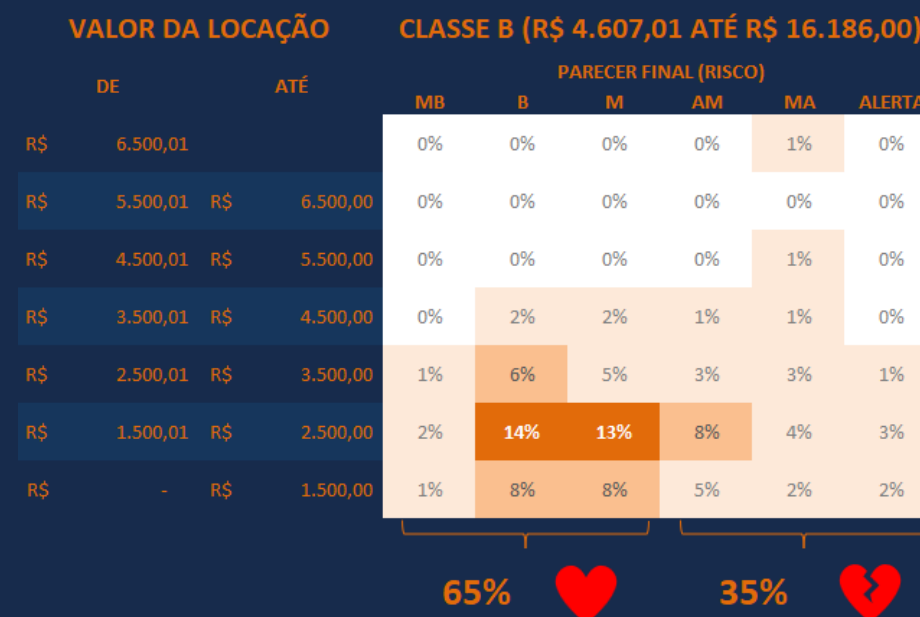 VALOR DA LOCAÇÃO CLASSE B (R$ 4.607,01 ATÉ R$ 16.186,00)
PARECER FINAL (RISCO)
DE ATÉ
MB B M AM MA ALERTA
R$ 6.500,01 0% 0% 0% 0% 1% 0%
R$ 5.500,01 R$ 6.500,00 0% 0% 0% 0% 0% 0%
R$ 4.500,01 R$ 5.500,00 0% 0% 0% 0% 1% 0%
R$ 3.500,01 R$ 4.500,00 0% 2% 2% 1% 1% 0%
R$ 2.500,01 R$ 3.500,00 1% 6% 5% 3% 3% 1%
R$ 1.500,01 R$ 2.500,00 2% 14% 13% 8% 4% 3%
R$ - R$ 1.500,00 1% 8% 8% 5% 2% 2%
65% 35%